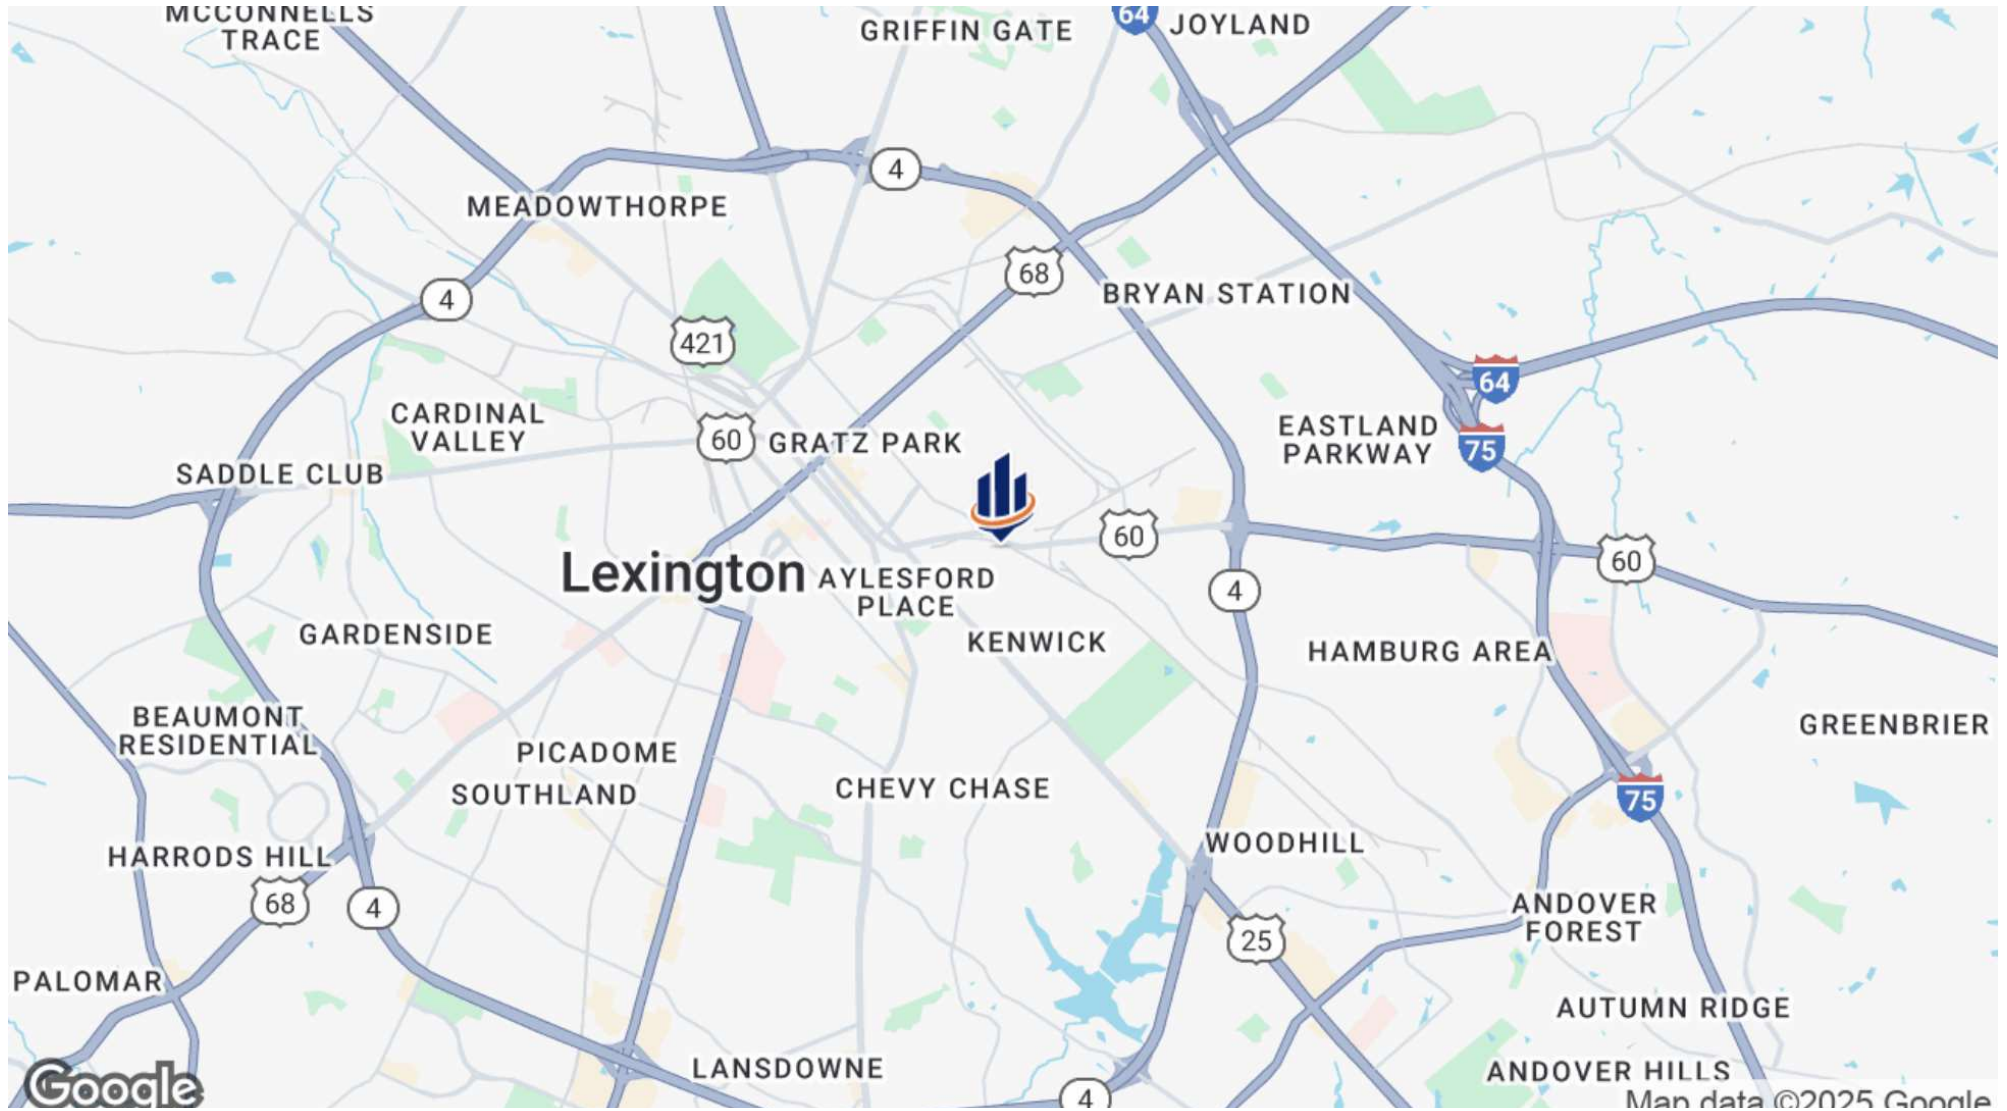 MCCONNELLS
TRACE
GRIFFIN GATE
64
JOYLAND
4
MEADOWTHORPE
68
4
BRYAN STATION
421
64
CARDINAL
VALLEY
60
GRATZ PARK
EASTLAND
PARKWAY
75
SADDLE CLUB
60
60
Lexington
AYLESFORD
PLACE
4
GARDENSIDE
KENWICK
HAMBURG AREA
BEAUMONT
RESIDENTIAL
GREENBRIER
PICADOME
SOUTHLAND
CHEVY CHASE
75
WOODHILL
HARRODS HILL
68
4
ANDOVER
FOREST
25
PALOMAR
AUTUMN RIDGE
LANSDOWNE
ANDOVER HILLS
Google
4
Map data ©2025 Google